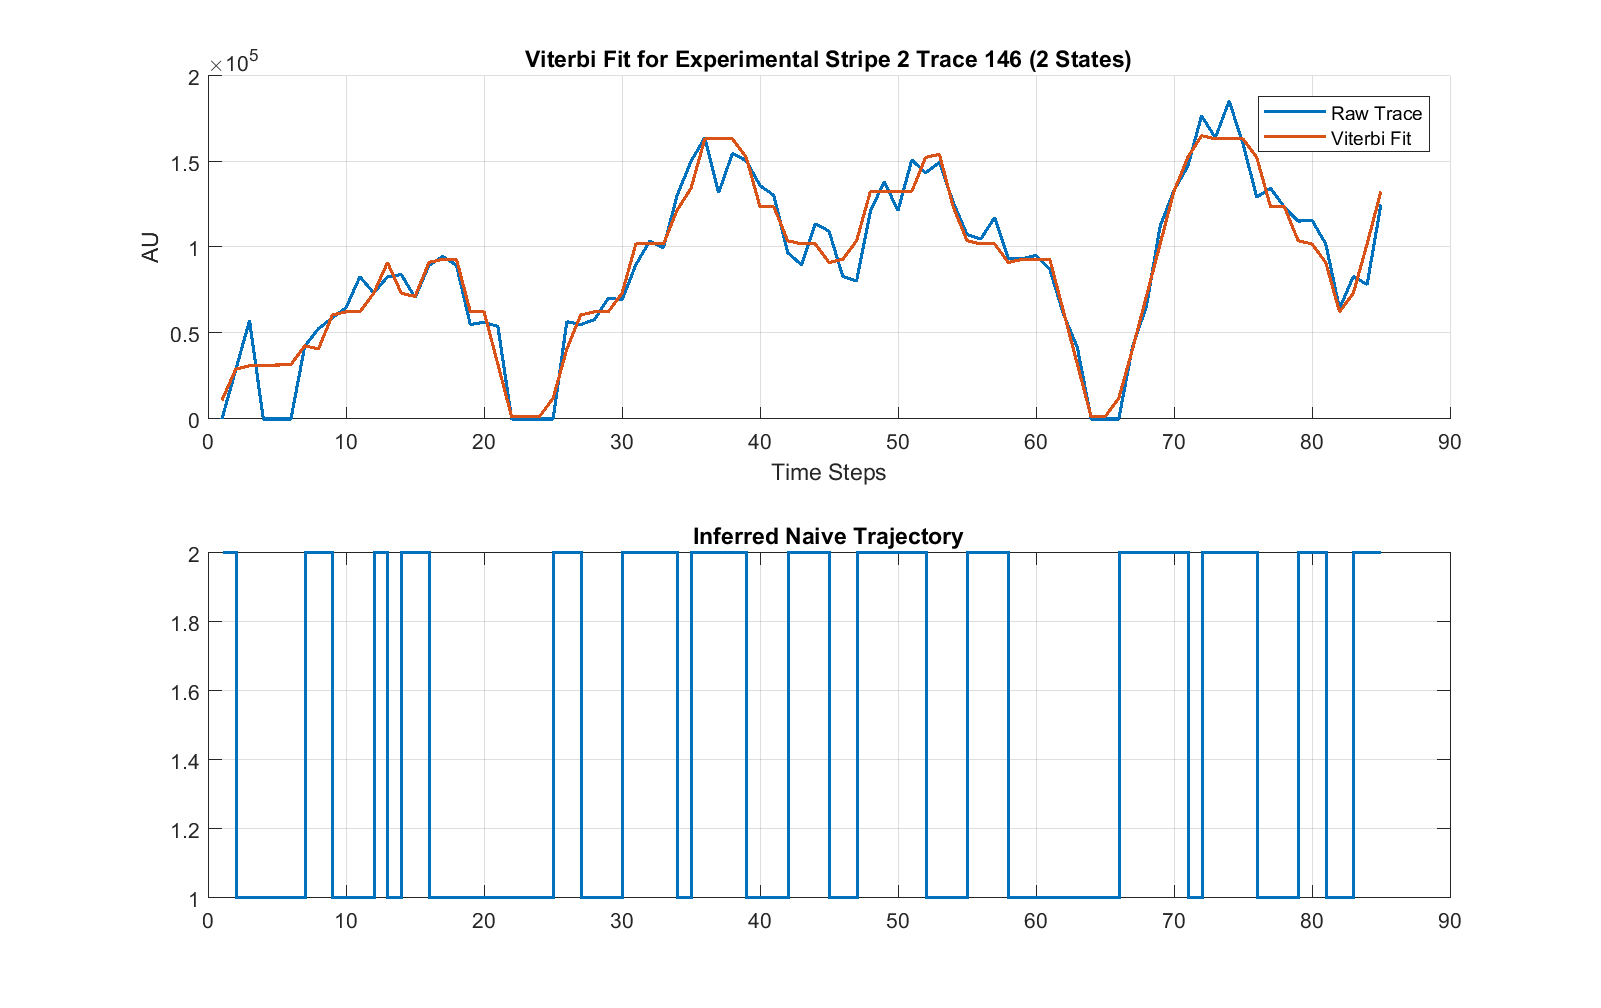 Viterbi Fit for Experimental Stripe 2 Trace 146 (2 States)
×10^5
2
1.5
1
0.5
0
AU
Raw Trace
Viterbi Fit
0 10 20 30 40 50 60 70 80 90
Time Steps
Inferred Naive Trajectory
2
1.8
1.6
1.4
1.2
1
0 10 20 30 40 50 60 70 80 90